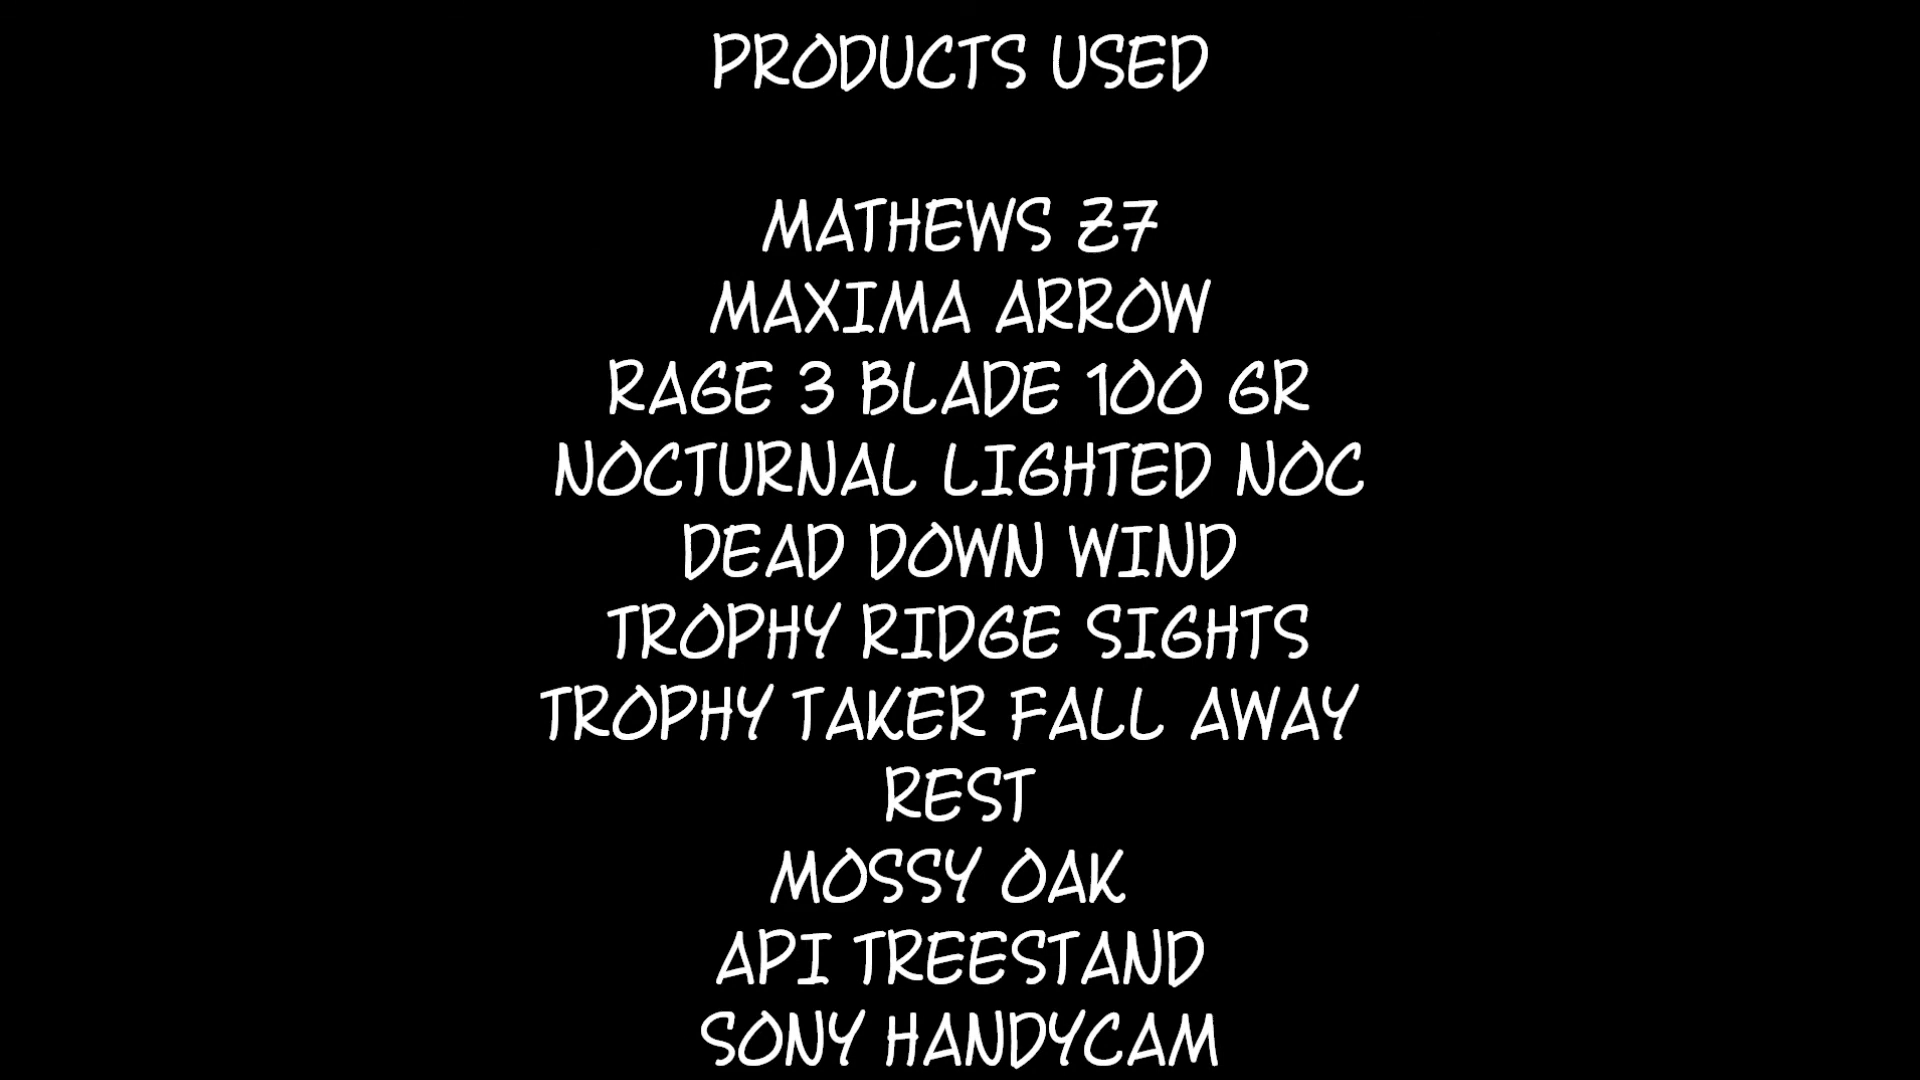 PRODUCTS USED
MATHEWS Z7
MAXIMA ARROW
RAGE 3 BLADE 100 GR
NOCTURNAL LIGHTED NOC
DEAD DOWN WIND
TROPHY RIDGE SIGHTS
TROPHY TAKER FALL AWAY
REST
MOSSY OAK
API TREESTAND
SONY HANDYCAM